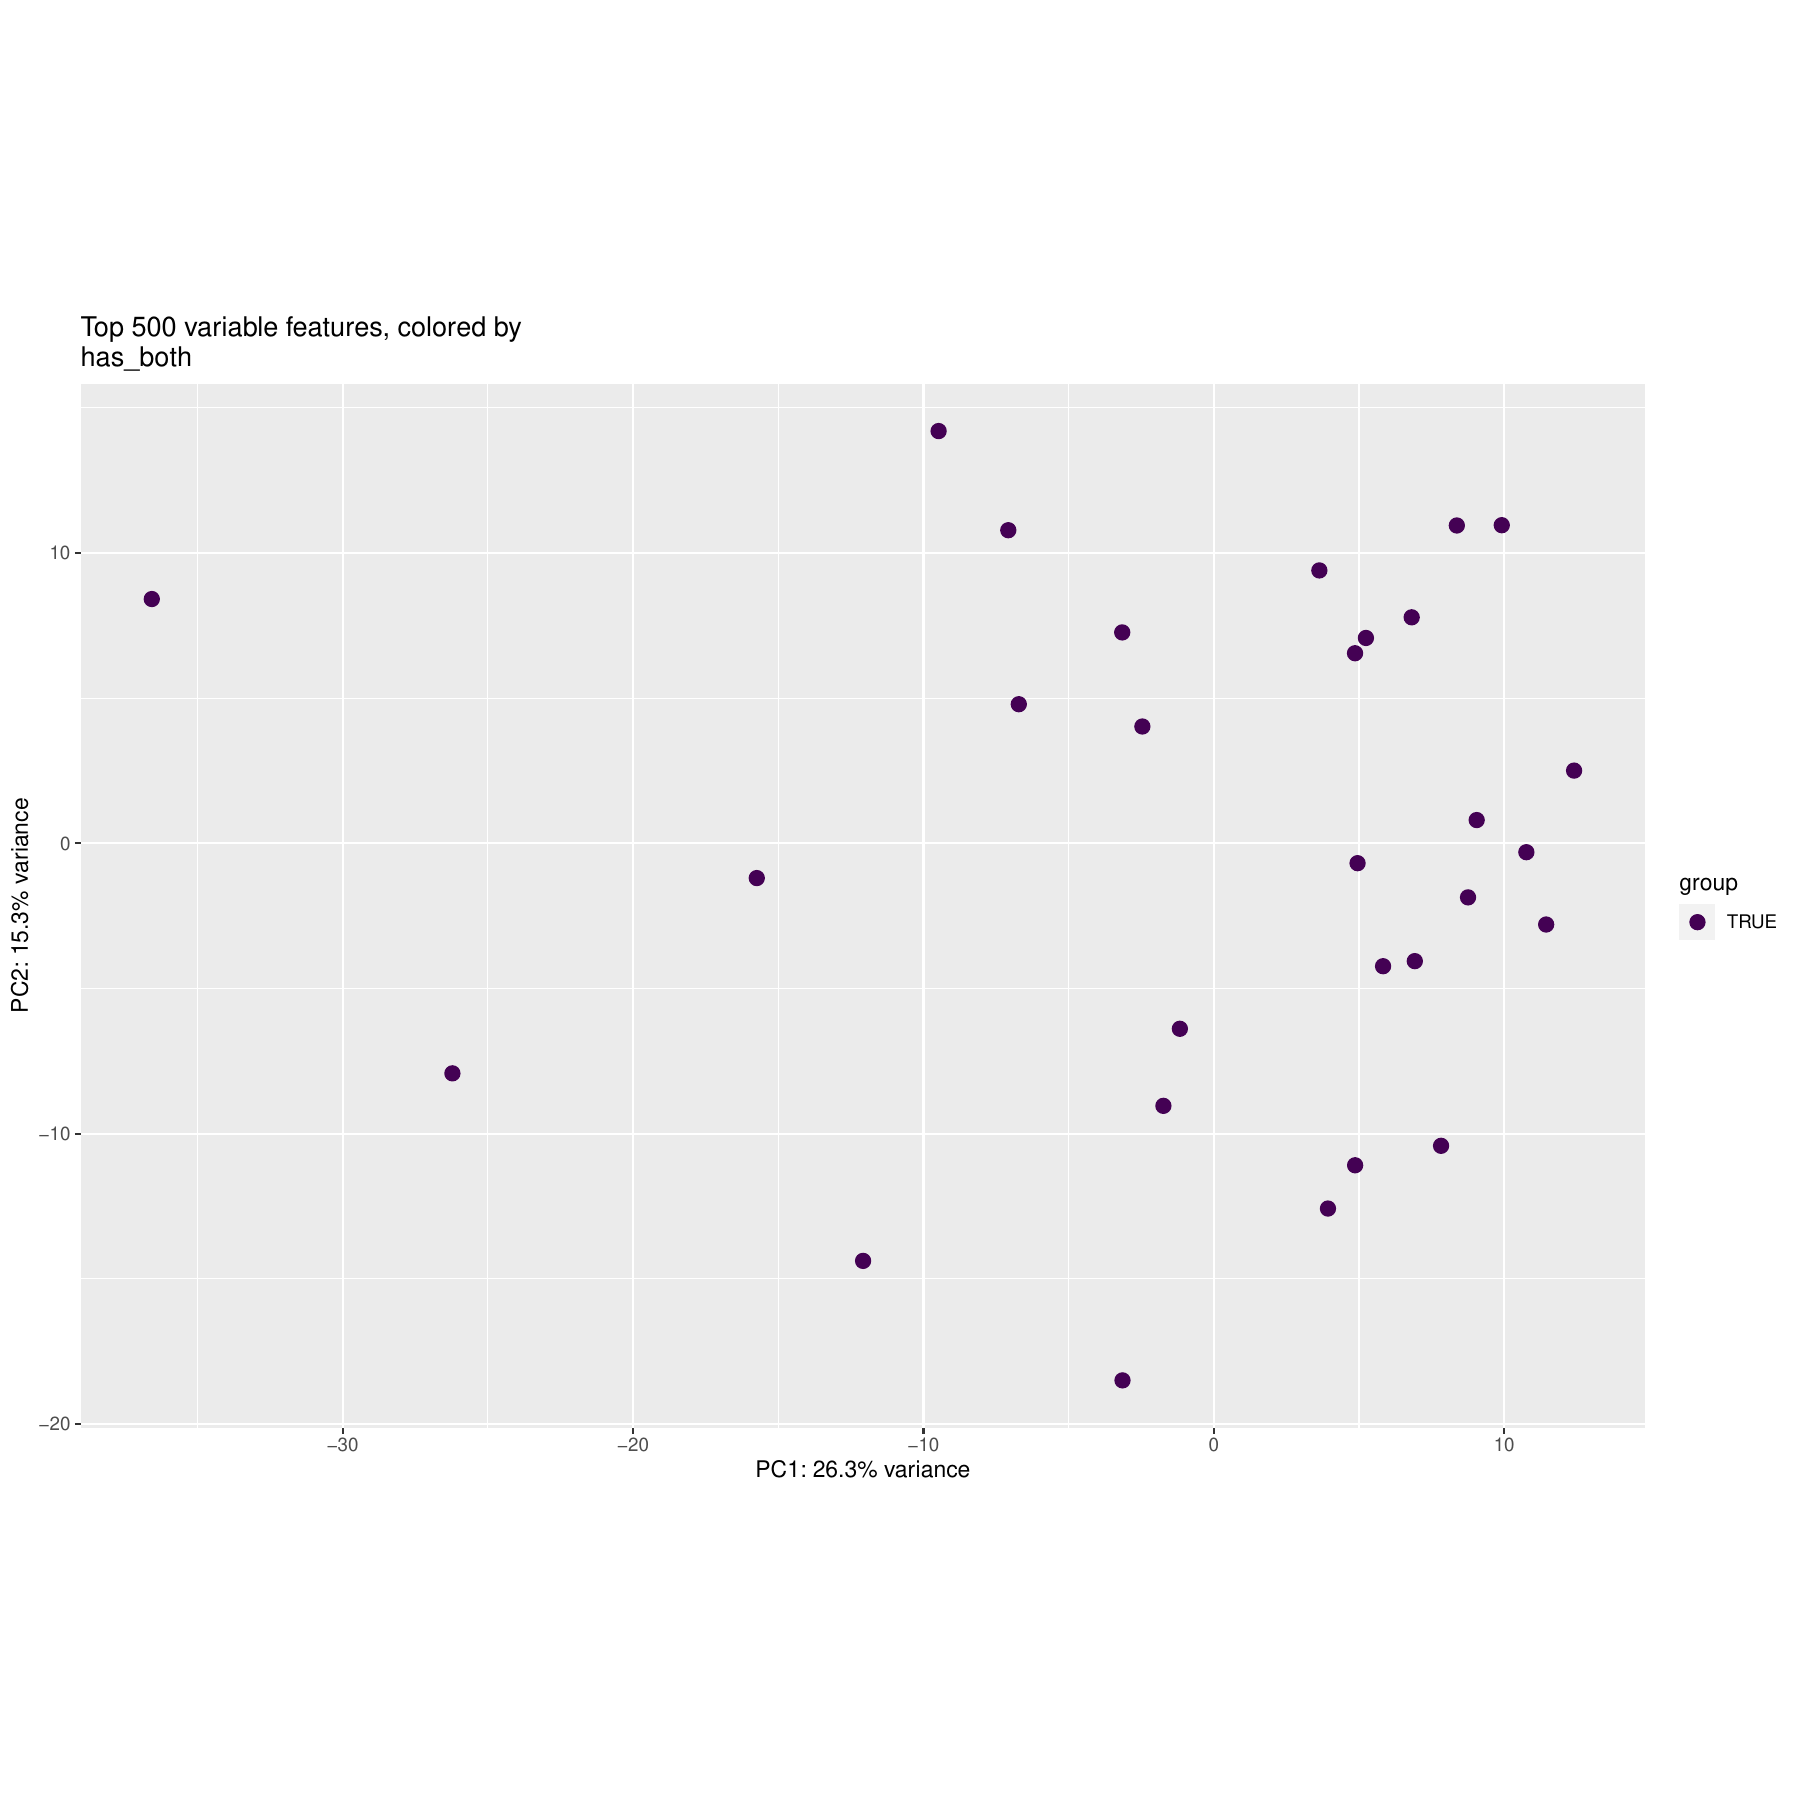 Top 500 variable features, colored by
has_both
10
0
−10
−20
PC2: 15.3% variance
−30
−20
−10
0
10
PC1: 26.3% variance
group
TRUE